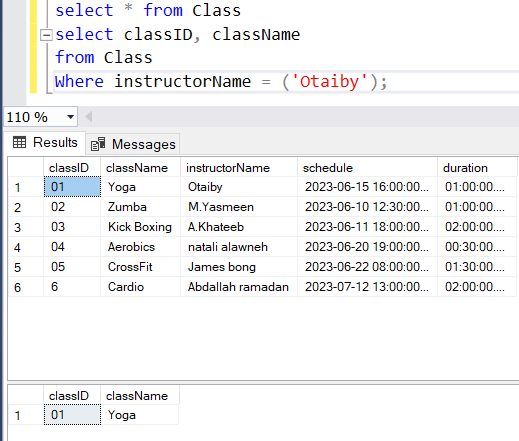 select * from Class
select classID, className
from Class
Where instructorName = ('Otaiby');
110 %
Results Messages
classID className instructorName schedule duration
1 01 Yoga Otaiby 2023-06-15 16:00:00... 01:00:00....
2 02 Zumba M.Yasmeen 2023-06-10 12:30:00... 01:00:00....
3 03 Kick Boxing A.Khateeb 2023-06-11 18:00:00... 02:00:00....
4 04 Aerobics natali alawneh 2023-06-20 19:00:00... 00:30:00....
5 05 CrossFit James bong 2023-06-22 08:00:00... 01:30:00....
6 6 Cardio Abdallah ramadan 2023-07-12 13:00:00... 02:00:00....
classID className
1 01 Yoga